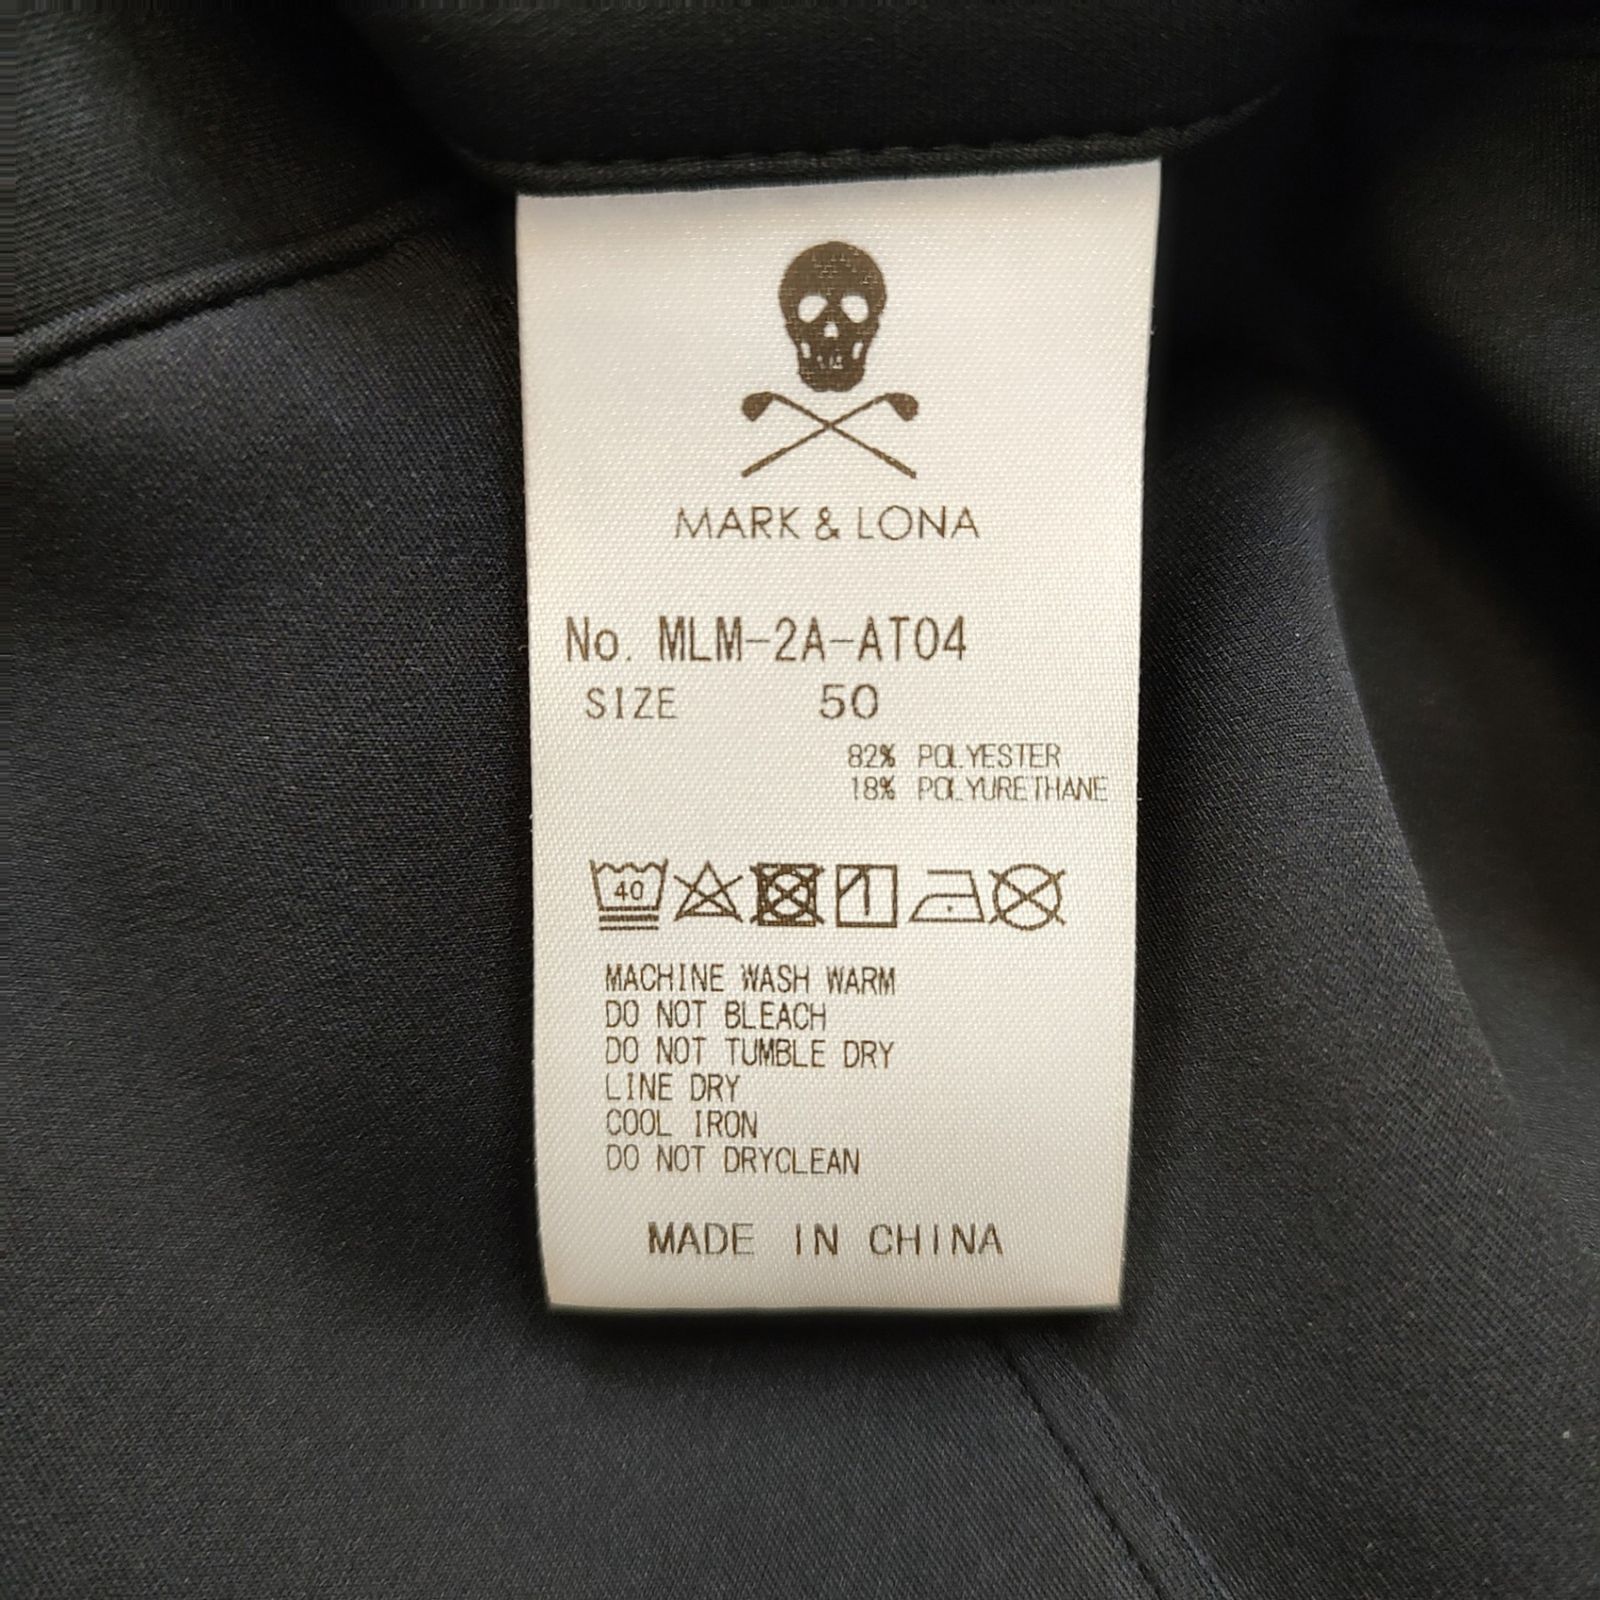 MARK & LONA
No. MLM-2A-AT04
SIZE 50
82% POLYESTER
18% POLYURETHANE
40
MACHINE WASH WARM
DO NOT BLEACH
DO NOT TUMBLE DRY
LINE DRY
COOL IRON
DO NOT DRYCLEAN
MADE IN CHINA